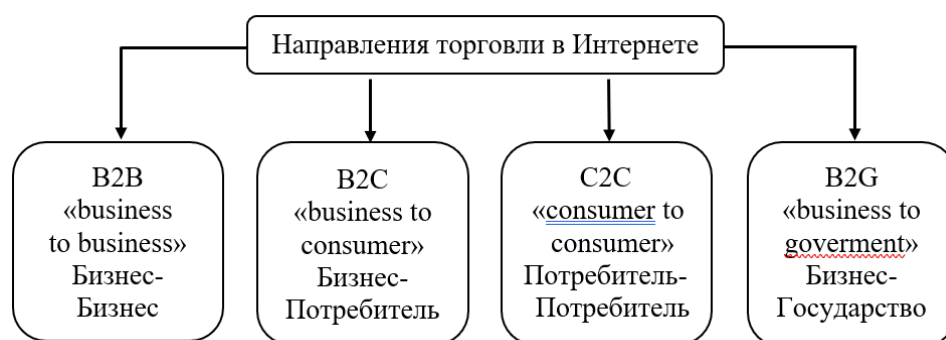 Направления торговли в Интернете
B2B
«business
to business»
Бизнес-
Бизнес
B2C
«business to
consumer»
Бизнес-
Потребитель
C2C
«consumer to
consumer»
Потребитель-
Потребитель
B2G
«business to
goverment»
Бизнес-
Государство